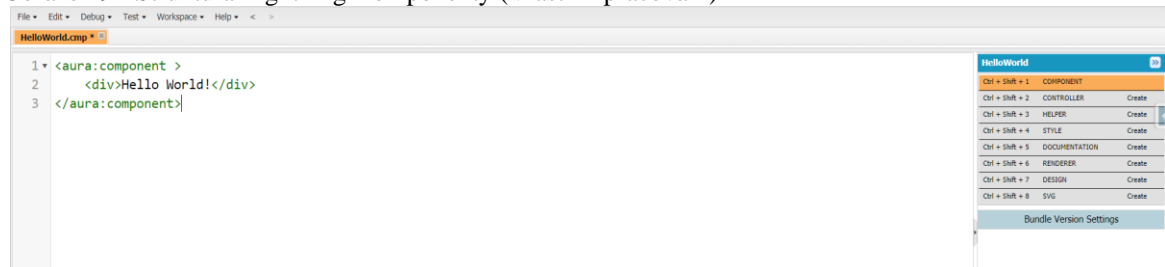 File • Edit • Debug • Test • Workspace • Help • < >
HelloWorld.cmp *
1 <aura:component >
2 <div>Hello World!</div>
3 </aura:component>
HelloWorld
Ctrl + Shift + 1 COMPONENT
Ctrl + Shift + 2 CONTROLLER Create
Ctrl + Shift + 3 HELPER Create
Ctrl + Shift + 4 STYLE Create
Ctrl + Shift + 5 DOCUMENTATION Create
Ctrl + Shift + 6 RENDERER Create
Ctrl + Shift + 7 DESIGN Create
Ctrl + Shift + 8 SVG Create
Bundle Version Settings